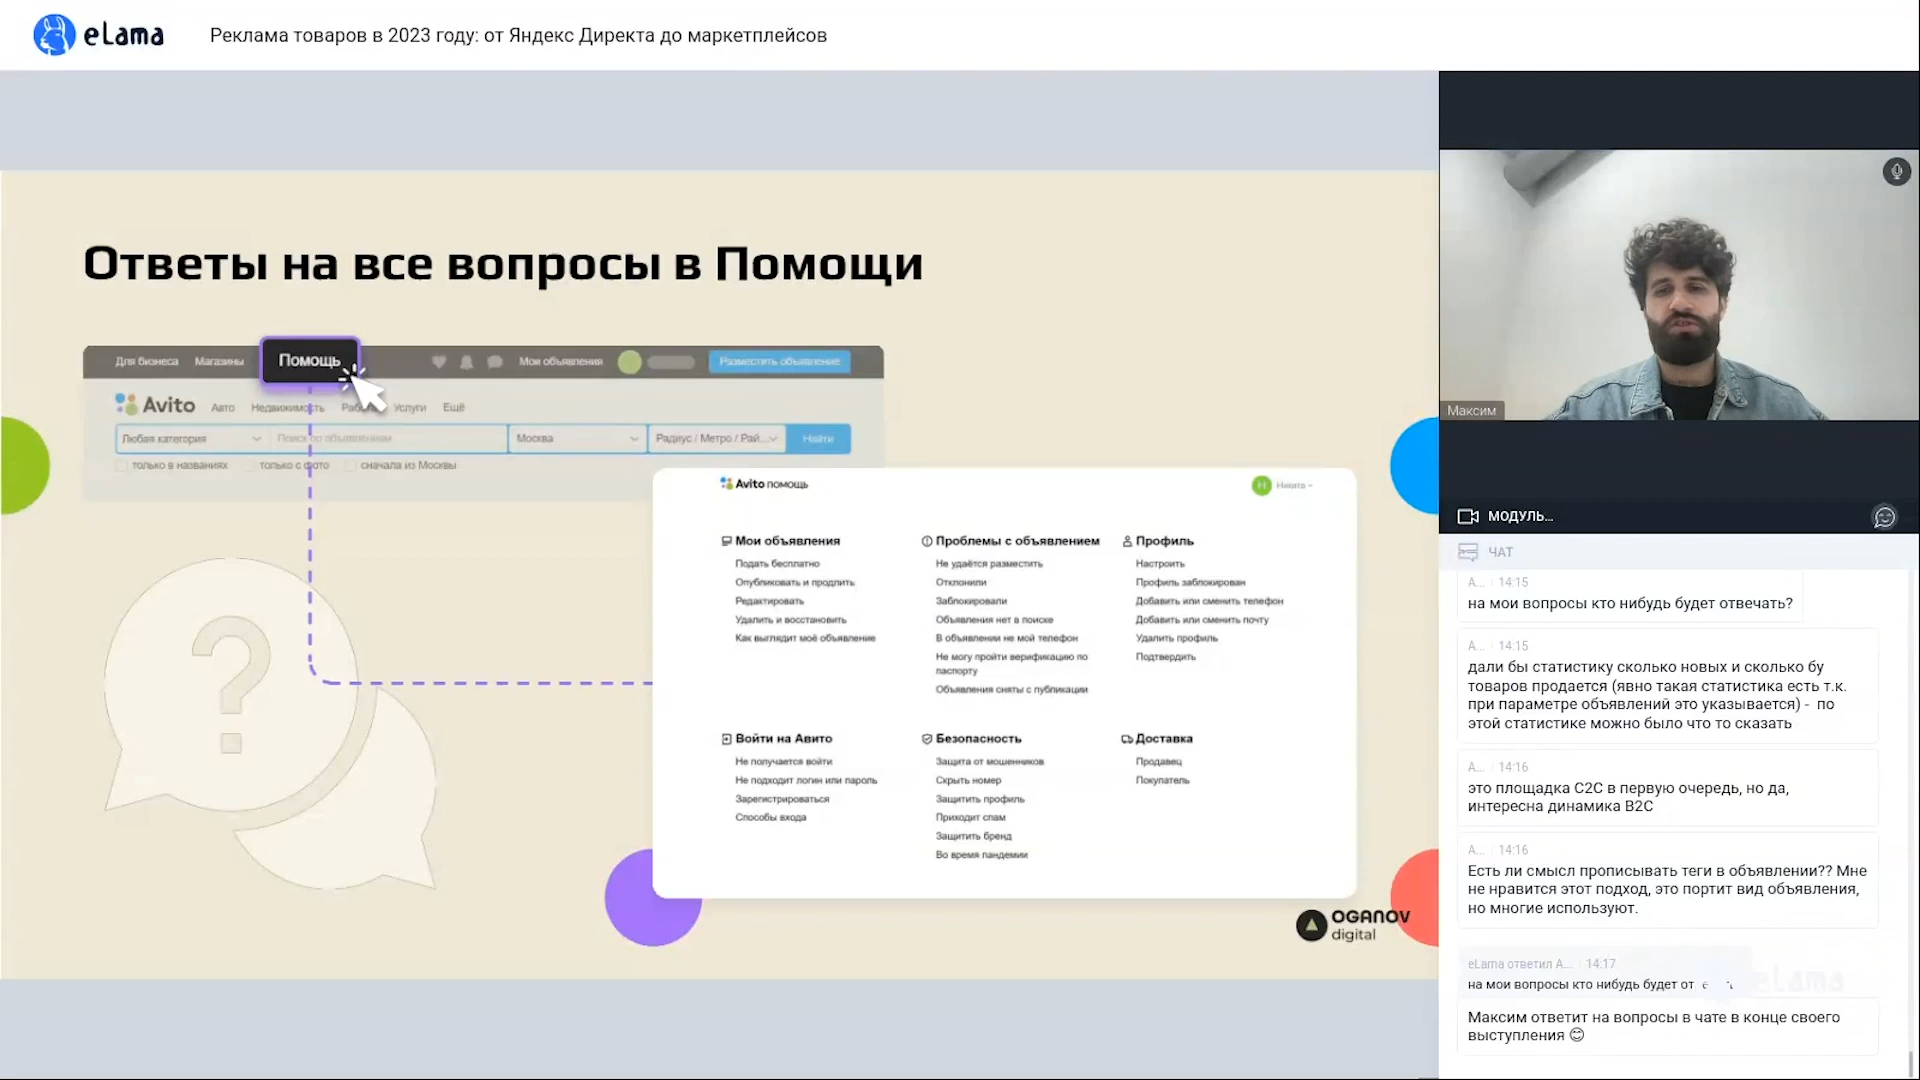 eLama
Реклама товаров в 2023 году: от Яндекс Директа до маркетплейсов
Ответы на все вопросы в Помощи
Для бизнеса Магазины Помощь Мои объявления Разместить объявление
Avito Авто Недвижимость Работа Услуги Ещё
Любая категория Поиск по объявлениям Москва Радиус / Метро / Рай... Найти
только в названиях только с фото сначала из Москвы
Avito помощь
Н Никита
Мои объявления
Подать бесплатно
Опубликовать и продлить
Редактировать
Удалить и восстановить
Как выглядит моё объявление
Проблемы с объявлением
Не удаётся разместить
Отклонили
Заблокировали
Объявления нет в поиске
В объявлении не мой телефон
Не могу пройти верификацию по
паспорту
Объявления сняты с публикации
Профиль
Настроить
Профиль заблокирован
Добавить или сменить телефон
Добавить или сменить почту
Удалить профиль
Подтвердить
Войти на Авито
Не получается войти
Не подходит логин или пароль
Зарегистрироваться
Способы входа
Безопасность
Защита от мошенников
Скрыть номер
Защитить профиль
Приходит спам
Защитить бренд
Во время пандемии
Доставка
Продавец
Покупатель
?
OGANOV
digital
Максим
МОДУЛЬ...
ЧАТ
А... 14:15
на мои вопросы кто нибудь будет отвечать?
А... 14:15
дали бы статистику сколько новых и сколько бу
товаров продается (явно такая статистика есть т.к.
при параметре объявлений это указывается) - по
этой статистике можно было что то сказать
А... 14:16
это площадка C2C в первую очередь, но да,
интересна динамика B2C
А... 14:16
Есть ли смысл прописывать теги в объявлении?? Мне
не нравится этот подход, это портит вид объявления,
но многие используют.
eLama ответил А... 14:17
на мои вопросы кто нибудь будет
eLama
Максим ответит на вопросы в чате в конце своего
выступления 😊